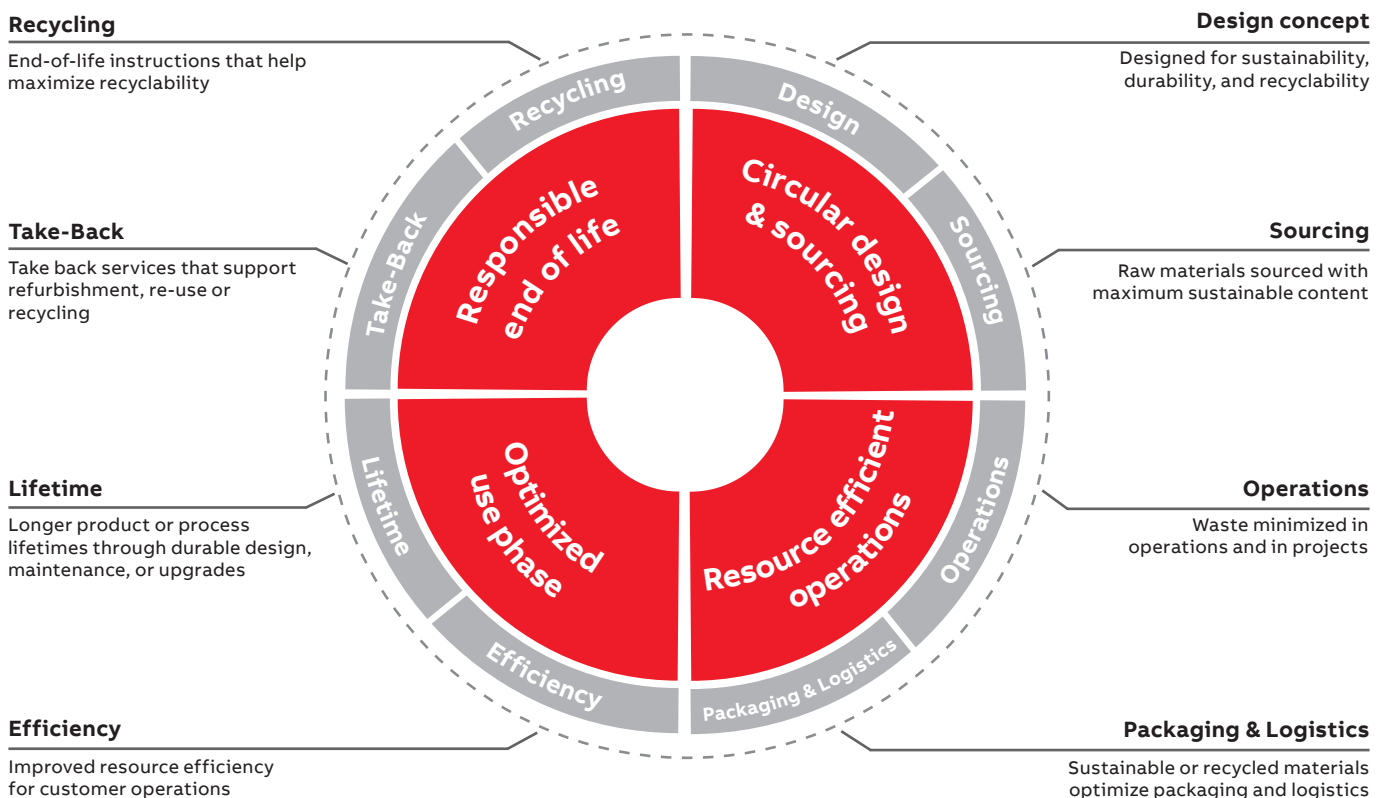 Recycling
End-of-life instructions that help
maximize recyclability
Take-Back
Take back services that support
refurbishment, re-use or
recycling
Lifetime
Longer product or process
lifetimes through durable design,
maintenance, or upgrades
Efficiency
Improved resource efficiency
for customer operations
Recycling
Design
Take-Back
Sourcing
Lifetime
Operations
Efficiency
Packaging & Logistics
Responsible
end of life
Circular design
& sourcing
Optimized
use phase
Resource efficient
operations
Design concept
Designed for sustainability,
durability, and recyclability
Sourcing
Raw materials sourced with
maximum sustainable content
Operations
Waste minimized in
operations and in projects
Packaging & Logistics
Sustainable or recycled materials
optimize packaging and logistics